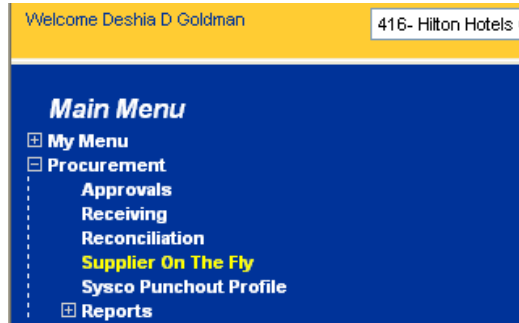 Welcome Deshia D Goldman
416- Hilton Hotels
Main Menu
My Menu
Procurement
Approvals
Receiving
Reconciliation
Supplier On The Fly
Sysco Punchout Profile
Reports